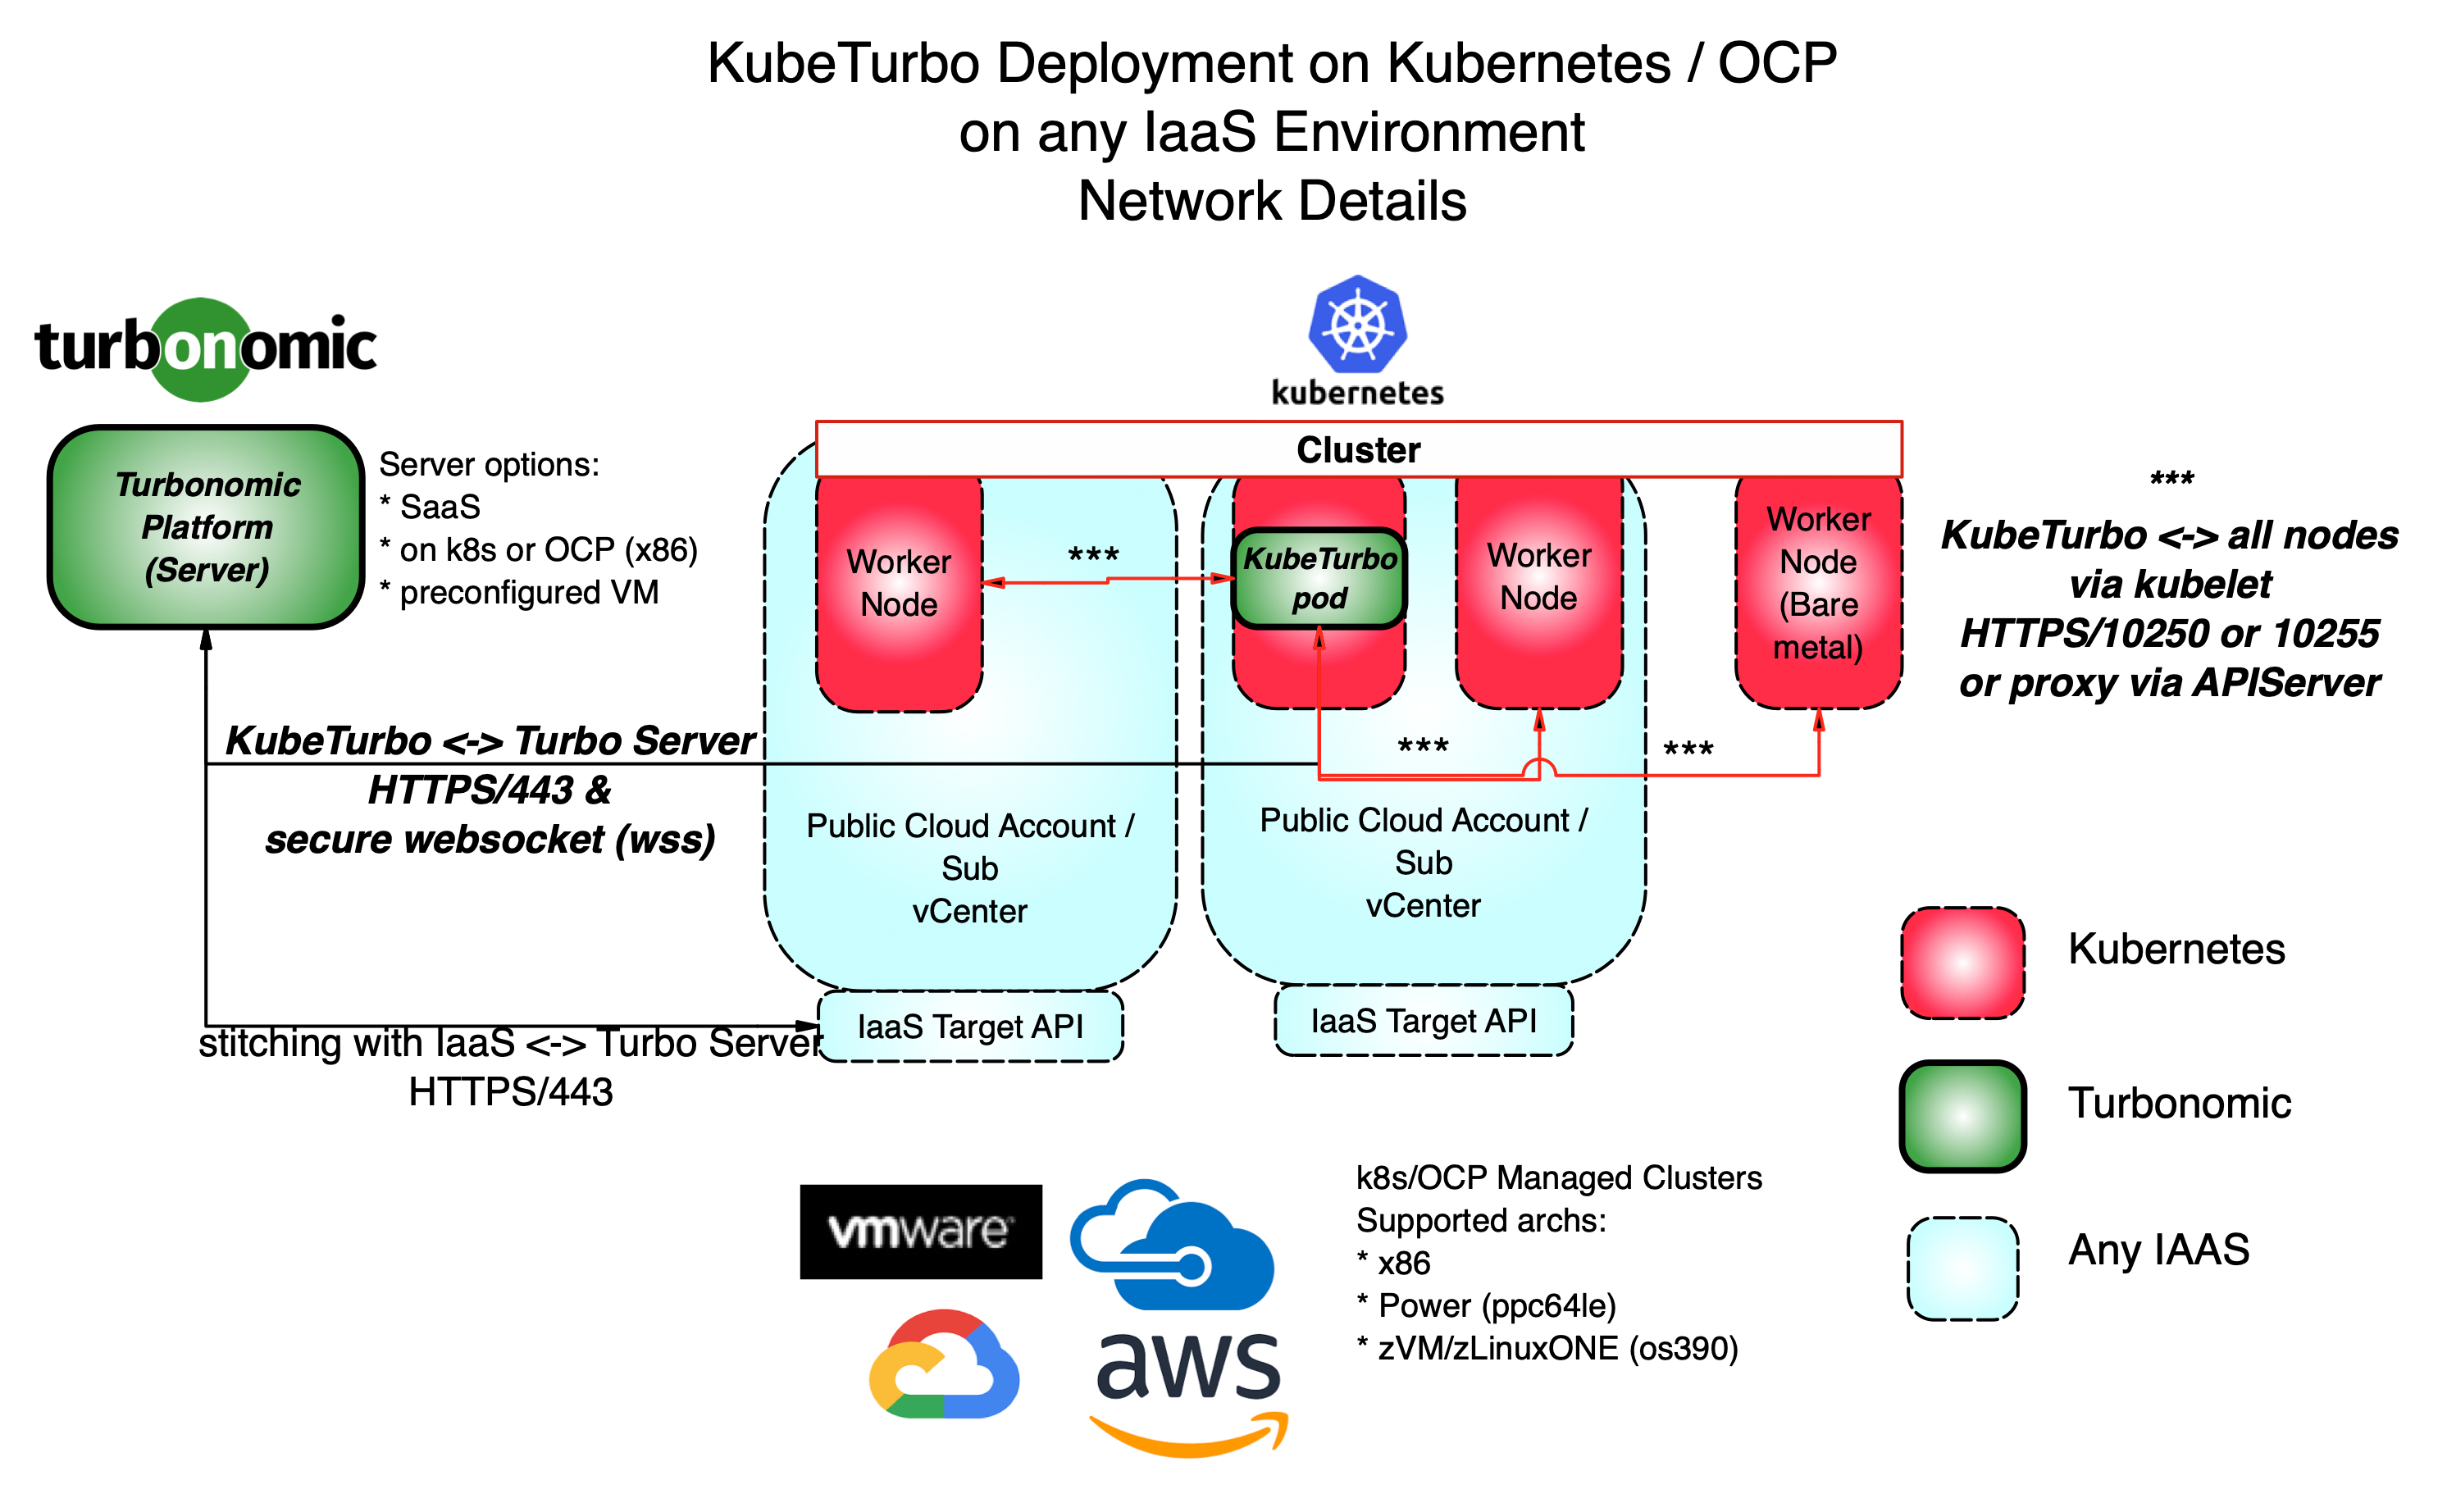 KubeTurbo Deployment on Kubernetes / OCP
on any IaaS Environment
Network Details
turbonomic
kubernetes
Turbonomic
Platform
(Server)
Server options:
* SaaS
* on k8s or OCP (x86)
* preconfigured VM
Cluster
Worker
Node
***
KubeTurbo
pod
Worker
Node
Worker
Node
(Bare
metal)
***
KubeTurbo <-> all nodes
via kubelet
HTTPS/10250 or 10255
or proxy via APIServer
***
***
KubeTurbo <-> Turbo Server
HTTPS/443 &
secure websocket (wss)
Public Cloud Account /
Sub
vCenter
Public Cloud Account /
Sub
vCenter
IaaS Target API
IaaS Target API
stitching with IaaS <-> Turbo Server
HTTPS/443
Kubernetes
Turbonomic
Any IAAS
vmware
aws
k8s/OCP Managed Clusters
Supported archs:
* x86
* Power (ppc64le)
* zVM/zLinuxONE (os390)